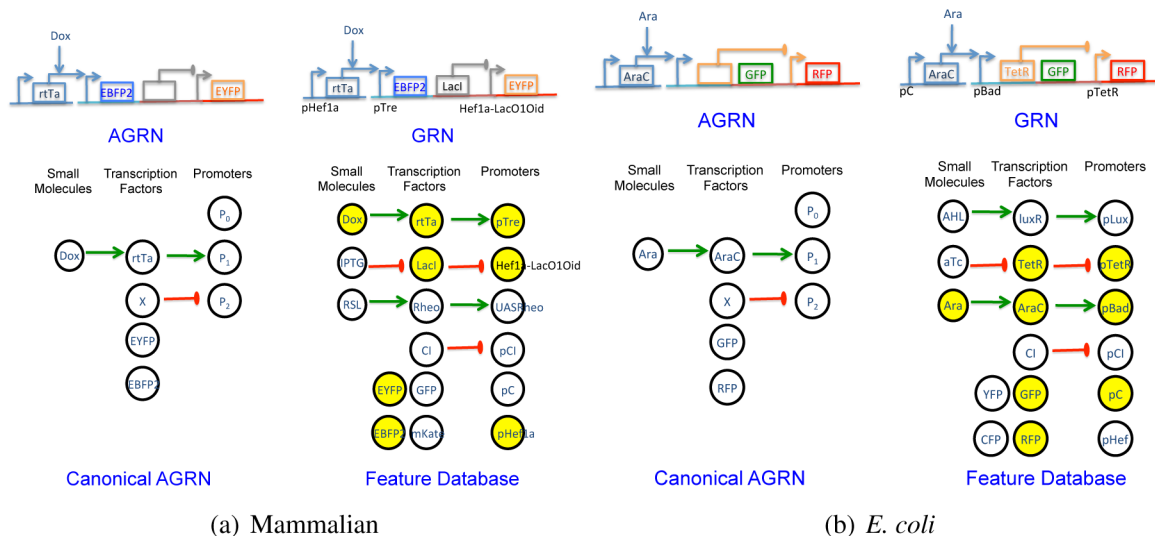 Dox
rtTa
EBFP2
EYFP
AGRN
Dox
rtTa
EBFP2
LacI
EYFP
pHef1a
pTre
Hef1a-LacO1Oid
GRN
Small
Molecules
Transcription
Factors
Promoters
P0
Dox
rtTa
P1
X
P2
EYFP
EBFP2
Canonical AGRN
Small
Molecules
Transcription
Factors
Promoters
Dox
rtTa
pTre
IPTG
LacI
Hef1a-LacO1Oid
RSL
Rheo
UASRheo
CI
pCI
EYFP
GFP
pC
EBFP2
mKate
pHef1a
Feature Database
(a) Mammalian
Ara
AraC
GFP
RFP
AGRN
Ara
AraC
TetR
GFP
RFP
pC
pBad
pTetR
GRN
Small
Molecules
Transcription
Factors
Promoters
P0
Ara
AraC
P1
X
P2
GFP
RFP
Canonical AGRN
Small
Molecules
Transcription
Factors
Promoters
AHL
luxR
pLux
aTc
TetR
pTetR
Ara
AraC
pBad
CI
pCI
YFP
GFP
pC
CFP
RFP
pHef
Feature Database
(b) E. coli